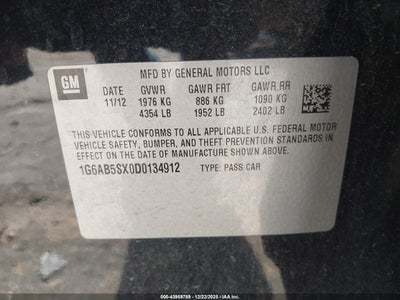 GM
MFD BY GENERAL MOTORS LLC
DATE GVWR GAWR FRT GAWR RR
11/12 1976 KG 886 KG 1090 KG
4354 LB 1952 LB 2402 LB
THIS VEHICLE CONFORMS TO ALL APPLICABLE U.S. FEDERAL MOTOR
VEHICLE SAFETY, BUMPER, AND THEFT PREVENTION STANDARDS
IN EFFECT ON THE DATE OF MANUFACTURE SHOWN ABOVE.
1G6AB5SX0D0134912 TYPE: PASS CAR
000-43959789 - 12/22/2025 - IAA Inc.